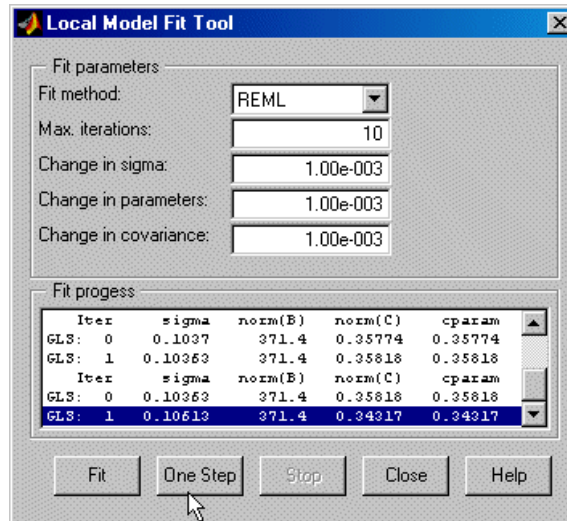 Local Model Fit Tool
Fit parameters
Fit method: REML
Max. iterations: 10
Change in sigma: 1.00e-003
Change in parameters: 1.00e-003
Change in covariance: 1.00e-003
Fit progess
Iter sigma norm(B) norm(C) cparam
GLS: 0 0.1037 371.4 0.35774 0.35774
GLS: 1 0.10363 371.4 0.35818 0.35818
Iter sigma norm(B) norm(C) cparam
GLS: 0 0.10363 371.4 0.35818 0.35818
GLS: 1 0.10613 371.4 0.34317 0.34317
Fit One Step Stop Close Help